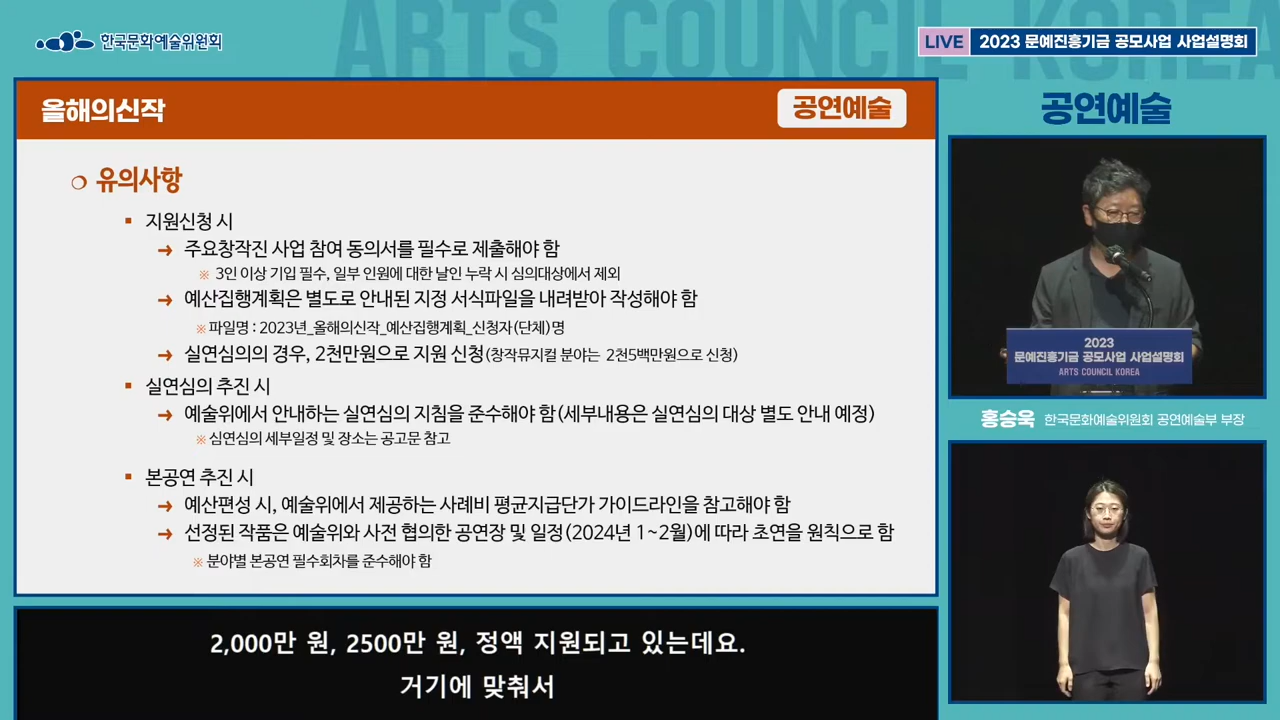 ARTS COUNCIL KOREA
한국문화예술위원회
LIVE 2023 문예진흥기금 공모사업 사업설명회
올해의신작
공연예술
유의사항
지원신청 시
→ 주요창작진 사업 참여 동의서를 필수로 제출해야 함
※ 3인 이상 기입 필수, 일부 인원에 대한 날인 누락 시 심의대상에서 제외
→ 예산집행계획은 별도로 안내된 지정 서식파일을 내려받아 작성해야 함
※ 파일명 : 2023년_올해의신작_예산집행계획_신청자(단체)명
→ 실연심의의 경우, 2천만원으로 지원 신청(창작뮤지컬 분야는 2천5백만원으로 신청)
실연심의 추진 시
→ 예술위에서 안내하는 실연심의 지침을 준수해야 함(세부내용은 실연심의 대상 별도 안내 예정)
※ 심연심의 세부일정 및 장소는 공고문 참고
본공연 추진 시
→ 예산편성 시, 예술위에서 제공하는 사례비 평균지급단가 가이드라인을 참고해야 함
→ 선정된 작품은 예술위와 사전 협의한 공연장 및 일정(2024년 1~2월)에 따라 초연을 원칙으로 함
※ 분야별 본공연 필수회차를 준수해야 함
공연예술
2023
문예진흥기금 공모사업 사업설명회
ARTS COUNCIL KOREA
홍승욱 한국문화예술위원회 공연예술부 부장
2,000만 원, 2500만 원, 정액 지원되고 있는데요.
거기에 맞춰서